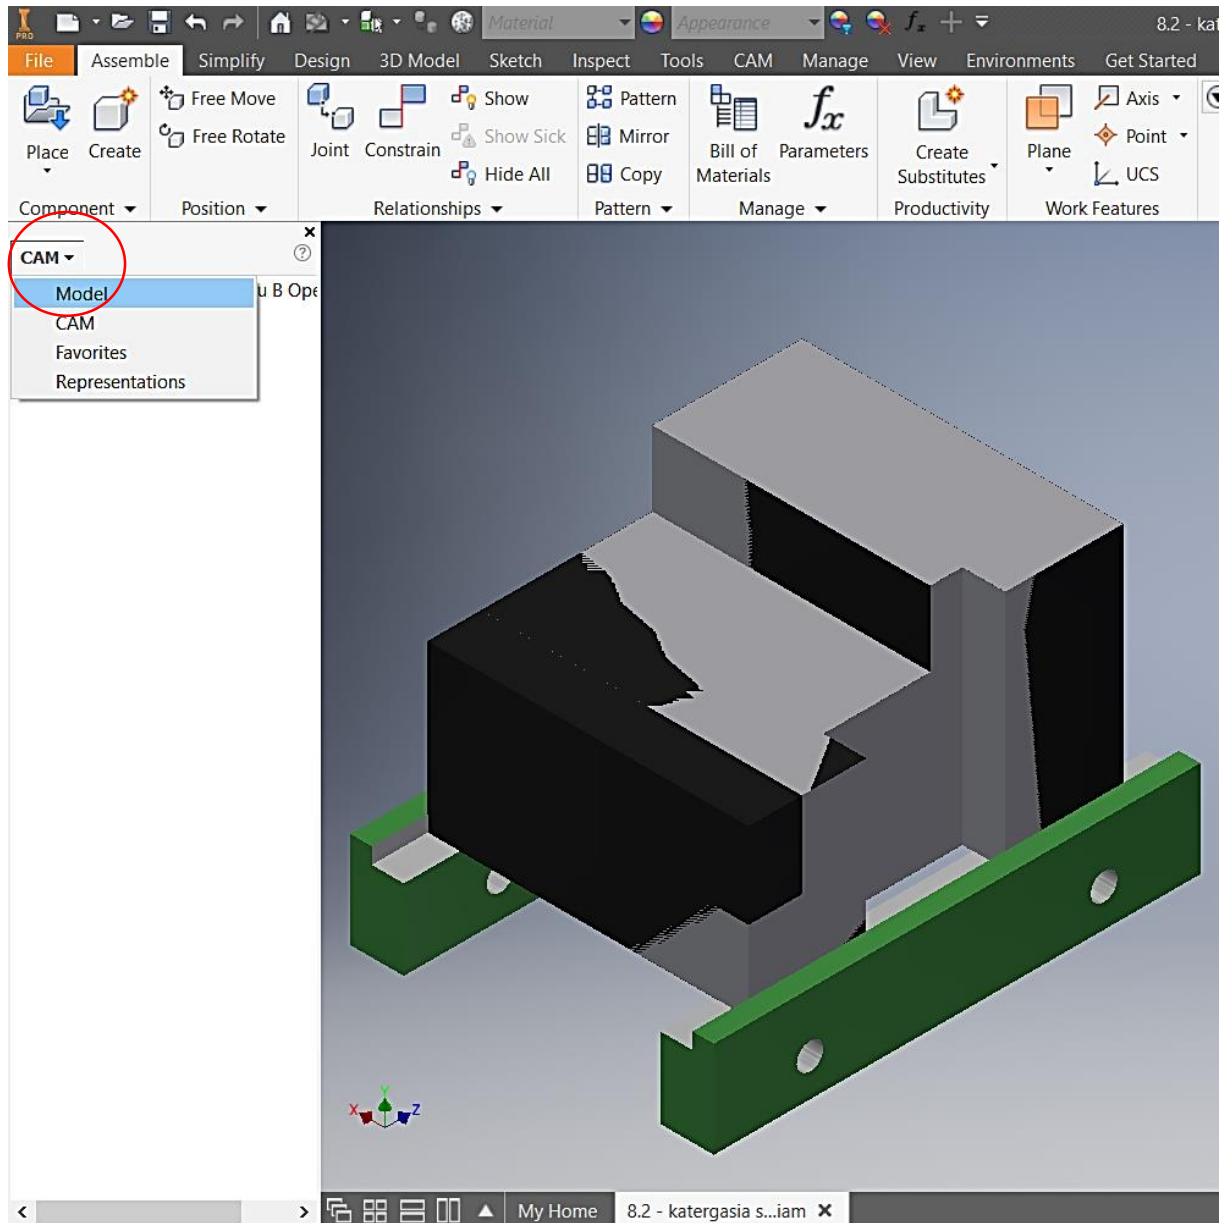 PRO Material Appearance 8.2 - kat
File Assemble Simplify Design 3D Model Sketch Inspect Tools CAM Manage View Environments Get Started
Place
Create
Component
Free Move
Free Rotate
Position
Joint
Constrain
Show
Show Sick
Hide All
Relationships
Pattern
Mirror
Copy
Pattern
Bill of
Materials
Parameters
Manage
Create
Substitutes
Productivity
Plane
Axis
Point
UCS
Work Features
CAM
Model
CAM
Favorites
Representations
u B Ope
X Y Z
My Home 8.2 - katergasia s...iam